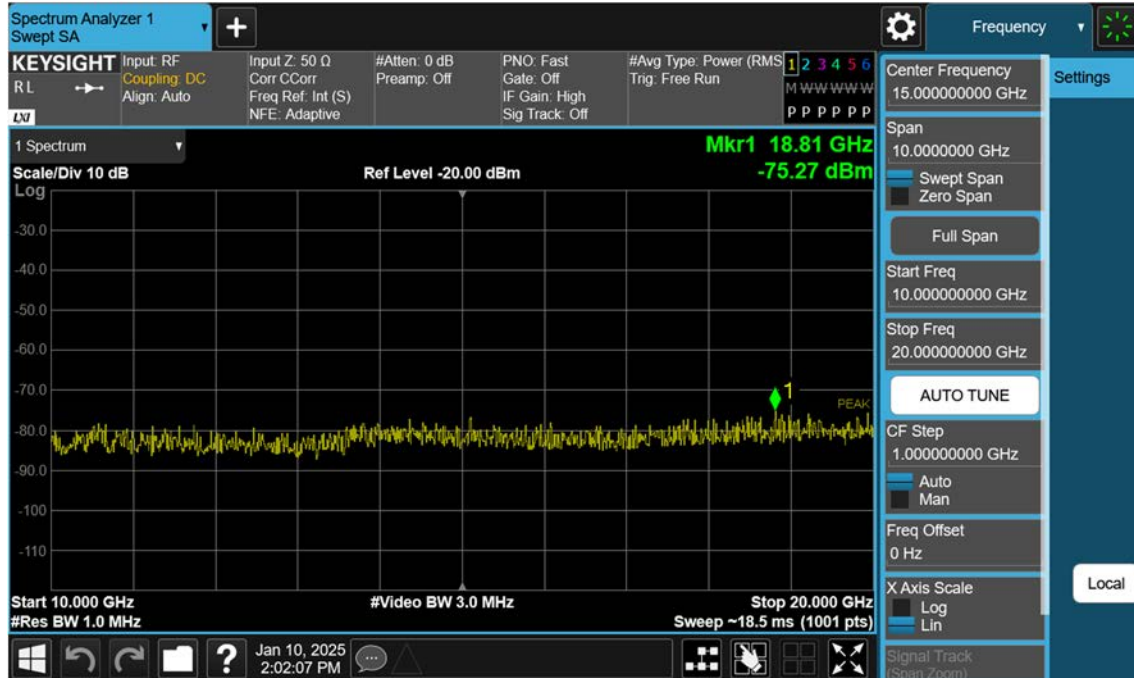 Spectrum Analyzer 1
Swept SA
Frequency
KEYSIGHT
R L
LXI
Input: RF
Coupling: DC
Align: Auto
Input Z: 50 Ω
Corr CCorr
Freq Ref: Int (S)
NFE: Adaptive
#Atten: 0 dB
Preamp: Off
PNO: Fast
Gate: Off
IF Gain: High
Sig Track: Off
#Avg Type: Power (RMS
Trig: Free Run
1 2 3 4 5 6
M W W W W W
P P P P P P
1 Spectrum
Mkr1 18.81 GHz
Scale/Div 10 dB
Ref Level -20.00 dBm
-75.27 dBm
Log
-30.0
-40.0
-50.0
-60.0
-70.0
-80.0
-90.0
-100
-110
1
PEAK
Start 10.000 GHz
#Video BW 3.0 MHz
Stop 20.000 GHz
#Res BW 1.0 MHz
Sweep ~18.5 ms (1001 pts)
Jan 10, 2025
2:02:07 PM
Center Frequency
15.000000000 GHz
Settings
Span
10.0000000 GHz
Swept Span
Zero Span
Full Span
Start Freq
10.000000000 GHz
Stop Freq
20.000000000 GHz
AUTO TUNE
CF Step
1.000000000 GHz
Auto
Man
Freq Offset
0 Hz
Local
X Axis Scale
Log
Lin
Signal Track
(Span Zoom)